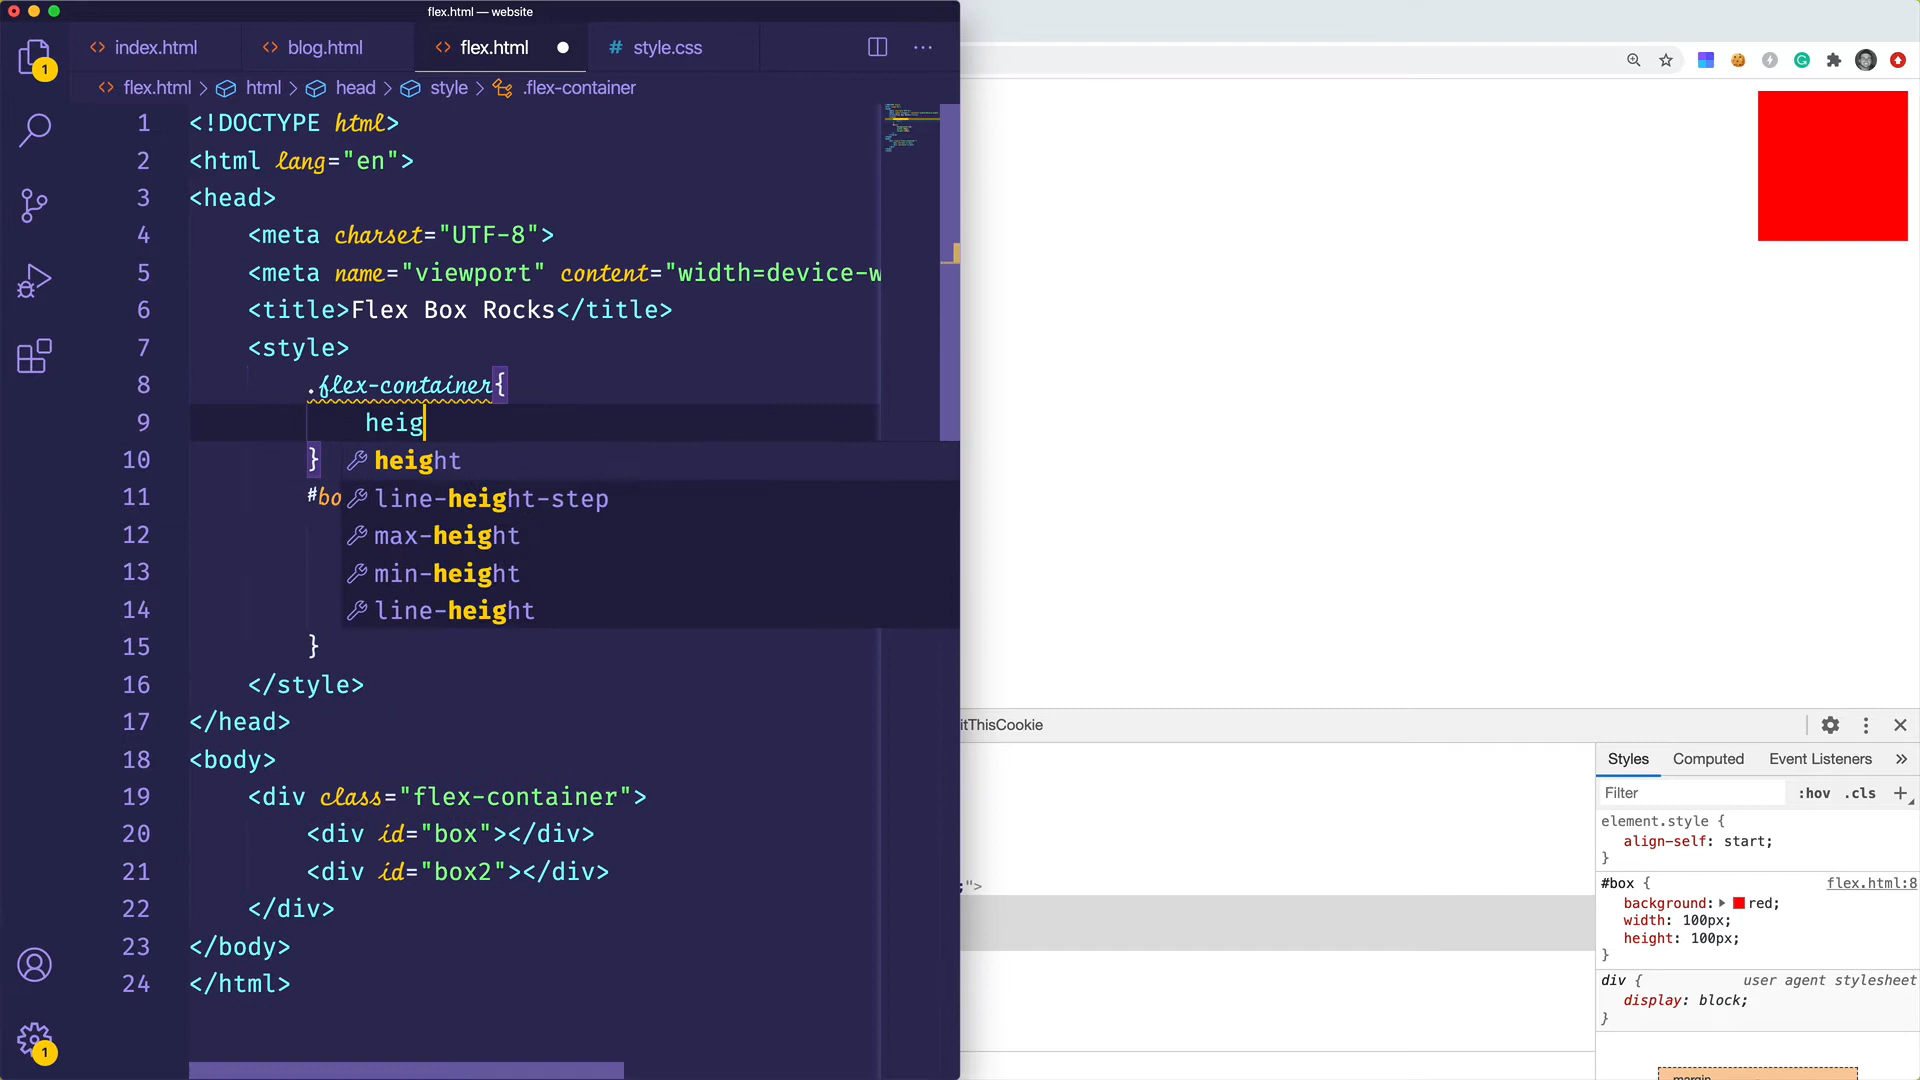 flex.html — website
index.html
blog.html
flex.html
style.css
1
flex.html > html > head > style > .flex-container
1 <!DOCTYPE html>
2 <html lang="en">
3 <head>
4 <meta charset="UTF-8">
5 <meta name="viewport" content="width=device-w
6 <title>Flex Box Rocks</title>
7 <style>
8 .flex-container{
9 heig
10 }
height
11 #bo
line-height-step
12
max-height
13
min-height
14
line-height
15 }
16 </style>
17 </head>
18 <body>
19 <div class="flex-container">
20 <div id="box"></div>
21 <div id="box2"></div>
22 </div>
23 </body>
24 </html>
1
itThisCookie
;">
Styles
Computed
Event Listeners
Filter
:hov .cls +
element.style {
align-self: start;
}
#box { flex.html:8
background: red;
width: 100px;
height: 100px;
}
div { user agent stylesheet
display: block;
}
margin